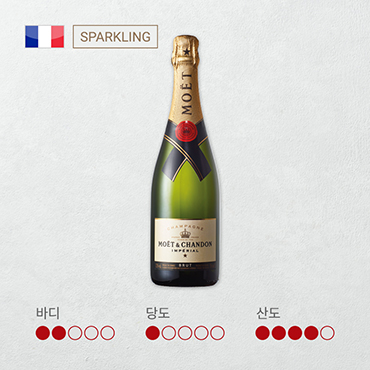 SPARKLING
MOËT
CHAMPAGNE
MOËT & CHANDON
IMPÉRIAL
BRUT
바디
당도
산도